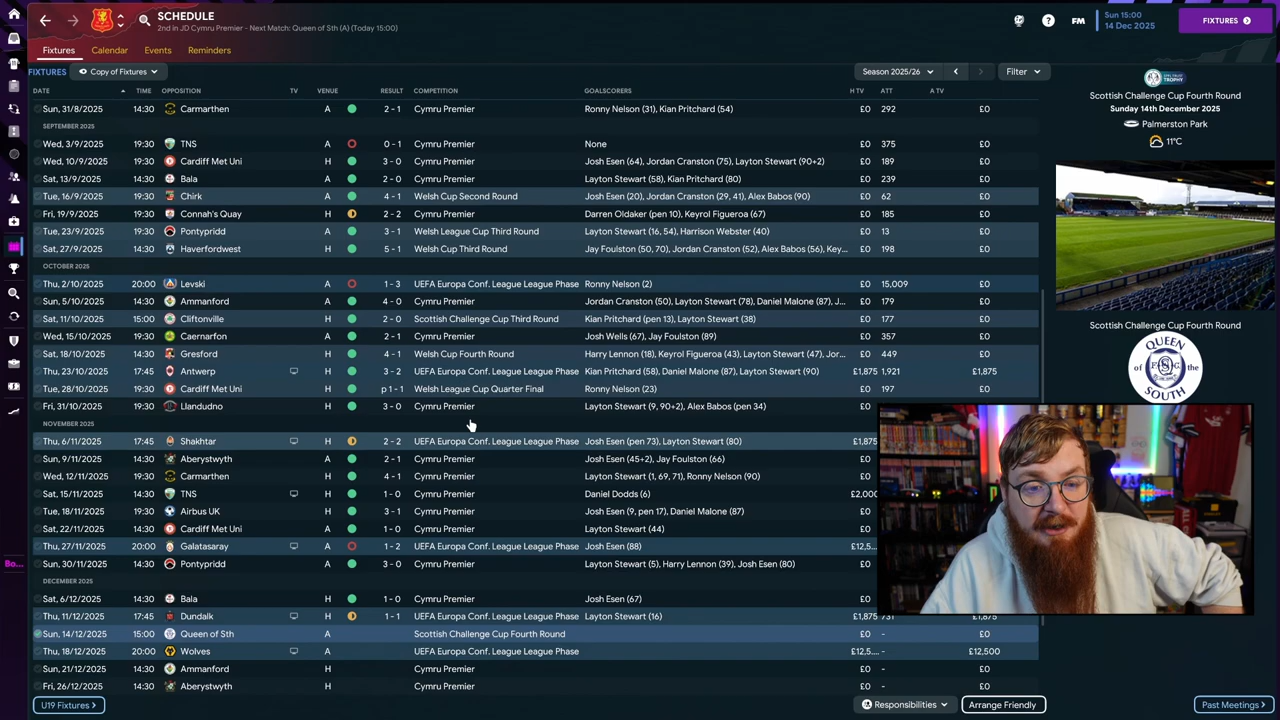 SCHEDULE
2nd in JD Cymru Premier - Next Match: Queen of Sth (A) (Today 15:00)
FM
Sun 15:00
14 Dec 2025
FIXTURES
Fixtures Calendar Events Reminders
FIXTURES Copy of Fixtures Season 2025/26 Filter
DATE TIME OPPOSITION TV VENUE RESULT COMPETITION GOALSCORERS H TV ATT A TV
Sun, 31/8/2025 14:30 Carmarthen A 2 - 1 Cymru Premier Ronny Nelson (31), Kian Pritchard (54) £0 292 £0
SEPTEMBER 2025
Wed, 3/9/2025 19:30 TNS A 0 - 1 Cymru Premier None £0 375 £0
Wed, 10/9/2025 19:30 Cardiff Met Uni H 3 - 0 Cymru Premier Josh Esen (64), Jordan Cranston (75), Layton Stewart (90+2) £0 189 £0
Sat, 13/9/2025 19:30 Bala A 2 - 0 Cymru Premier Layton Stewart (58), Kian Pritchard (80) £0 239 £0
Tue, 16/9/2025 19:30 Chirk A 4 - 1 Welsh Cup Second Round Josh Esen (20), Jordan Cranston (29, 41), Alex Babos (90) £0 62 £0
Fri, 19/9/2025 19:30 Connah's Quay H 2 - 2 Cymru Premier Darren Oldaker (pen 10), Keyrol Figueroa (67) £0 185 £0
Tue, 23/9/2025 19:30 Pontypridd A 3 - 1 Welsh League Cup Third Round Layton Stewart (16, 54), Harrison Webster (40) £0 13 £0
Sat, 27/9/2025 14:30 Haverfordwest H 5 - 1 Welsh Cup Third Round Jay Foulston (50, 70), Jordan Cranston (52), Alex Babos (56), Key... £0 198 £0
OCTOBER 2025
Thu, 2/10/2025 20:00 Levski A 1 - 3 UEFA Europa Conf. League League Phase Ronny Nelson (2) £0 15,009 £0
Sun, 5/10/2025 14:30 Ammanford A 4 - 0 Cymru Premier Jordan Cranston (50), Layton Stewart (78), Daniel Malone (87), J... £0 179 £0
Sat, 11/10/2025 15:00 Cliftonville H 2 - 0 Scottish Challenge Cup Third Round Kian Pritchard (pen 13), Layton Stewart (38) £0 177 £0
Wed, 15/10/2025 19:30 Caernarfon A 2 - 1 Cymru Premier Josh Wells (67), Jay Foulston (89) £0 357 £0
Sat, 18/10/2025 14:30 Gresford H 4 - 1 Welsh Cup Fourth Round Harry Lennon (18), Keyrol Figueroa (43), Layton Stewart (47), Jor... £0 449 £0
Thu, 23/10/2025 17:45 Antwerp H 3 - 2 UEFA Europa Conf. League League Phase Kian Pritchard (58), Daniel Malone (87), Layton Stewart (90) £1,875 1,921 £1,875
Tue, 28/10/2025 19:30 Cardiff Met Uni H p 1 - 1 Welsh League Cup Quarter Final Ronny Nelson (23) £0 197 £0
Fri, 31/10/2025 19:30 Llandudno H 3 - 0 Cymru Premier Layton Stewart (9, 90+2), Alex Babos (pen 34) £0
NOVEMBER 2025
Thu, 6/11/2025 17:45 Shakhtar H 2 - 2 UEFA Europa Conf. League League Phase Josh Esen (pen 73), Layton Stewart (80) £1,875
Sun, 9/11/2025 14:30 Aberystwyth A 2 - 1 Cymru Premier Josh Esen (45+2), Jay Foulston (66) £0
Wed, 12/11/2025 19:30 Carmarthen H 4 - 1 Cymru Premier Layton Stewart (1, 69, 71), Ronny Nelson (90) £0
Sat, 15/11/2025 14:30 TNS H 1 - 0 Cymru Premier Daniel Dodds (6) £2,000
Tue, 18/11/2025 19:30 Airbus UK H 3 - 1 Cymru Premier Josh Esen (9, pen 17), Daniel Malone (87) £0
Sat, 22/11/2025 14:30 Cardiff Met Uni A 1 - 0 Cymru Premier Layton Stewart (44) £0
Thu, 27/11/2025 20:00 Galatasaray A 1 - 2 UEFA Europa Conf. League League Phase Josh Esen (88) £12,5...
Sun, 30/11/2025 14:30 Pontypridd H 3 - 0 Cymru Premier Layton Stewart (5), Harry Lennon (39), Josh Esen (80) £0
DECEMBER 2025
Sat, 6/12/2025 14:30 Bala H 1 - 0 Cymru Premier Josh Esen (67) £0
Thu, 11/12/2025 17:45 Dundalk H 1 - 1 UEFA Europa Conf. League League Phase Layton Stewart (16) £1,875 731 £1,875
Sun, 14/12/2025 15:00 Queen of Sth A Scottish Challenge Cup Fourth Round £0 - £0
Thu, 18/12/2025 20:00 Wolves A UEFA Europa Conf. League League Phase £12,5... - £12,500
Sun, 21/12/2025 14:30 Ammanford H Cymru Premier £0 - £0
Fri, 26/12/2025 14:30 Aberystwyth H Cymru Premier £0 - £0
U19 Fixtures Responsibilities Arrange Friendly Past Meetings
Bo...
TROPHY
Scottish Challenge Cup Fourth Round
Sunday 14th December 2025
Palmerston Park
11°C
Scottish Challenge Cup Fourth Round
QUEEN
of the
SOUTH